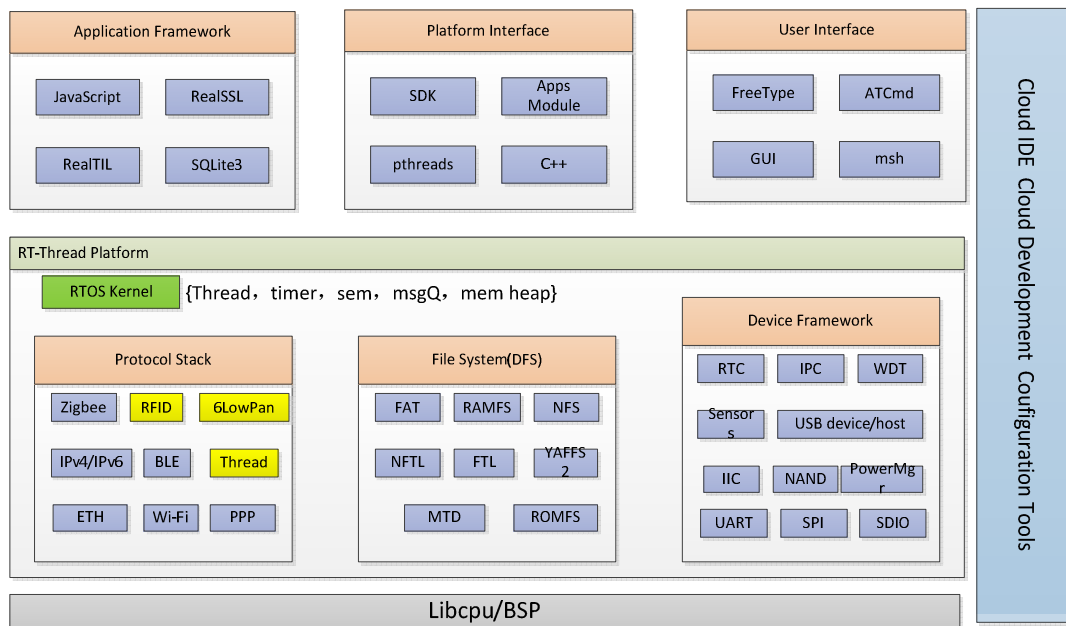 Application Framework
JavaScript
RealSSL
RealTIL
SQLite3
Platform Interface
SDK
Apps
Module
pthreads
C++
User Interface
FreeType
ATCmd
GUI
msh
RT-Thread Platform
RTOS Kernel
{Thread，timer，sem，msgQ，mem heap}
Protocol Stack
Zigbee
RFID
6LowPan
IPv4/IPv6
BLE
Thread
ETH
Wi-Fi
PPP
File System(DFS)
FAT
RAMFS
NFS
NFTL
FTL
YAFFS
2
MTD
ROMFS
Device Framework
RTC
IPC
WDT
Sensor
s
USB device/host
IIC
NAND
PowerMg
r
UART
SPI
SDIO
Libcpu/BSP
Cloud IDE Cloud Development Coufiguration Tools